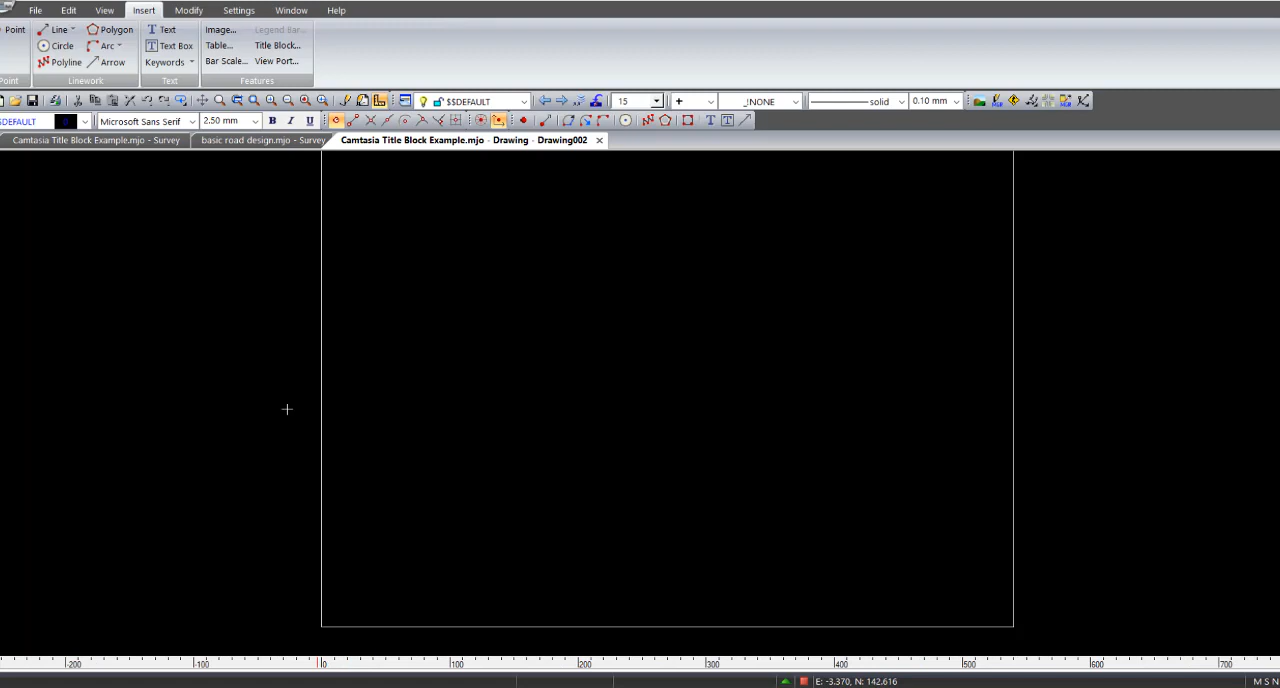 File Edit View Insert Modify Settings Window Help
Point Line Polygon T Text Image... Legend Bar...
Circle Arc T Text Box Table... Title Block...
Polyline Arrow Keywords Bar Scale... View Port...
Point Linework Text Features
$$DEFAULT 15 + _!NONE solid 0.10 mm
$DEFAULT Microsoft Sans Serif 2.50 mm B I U
Camtasia Title Block Example.mjo - Survey basic road design.mjo - Survey Camtasia Title Block Example.mjo - Drawing - Drawing002
-200 -100 0 100 200 300 400 500 600 700
E: -3.370, N: 142.616 M S N